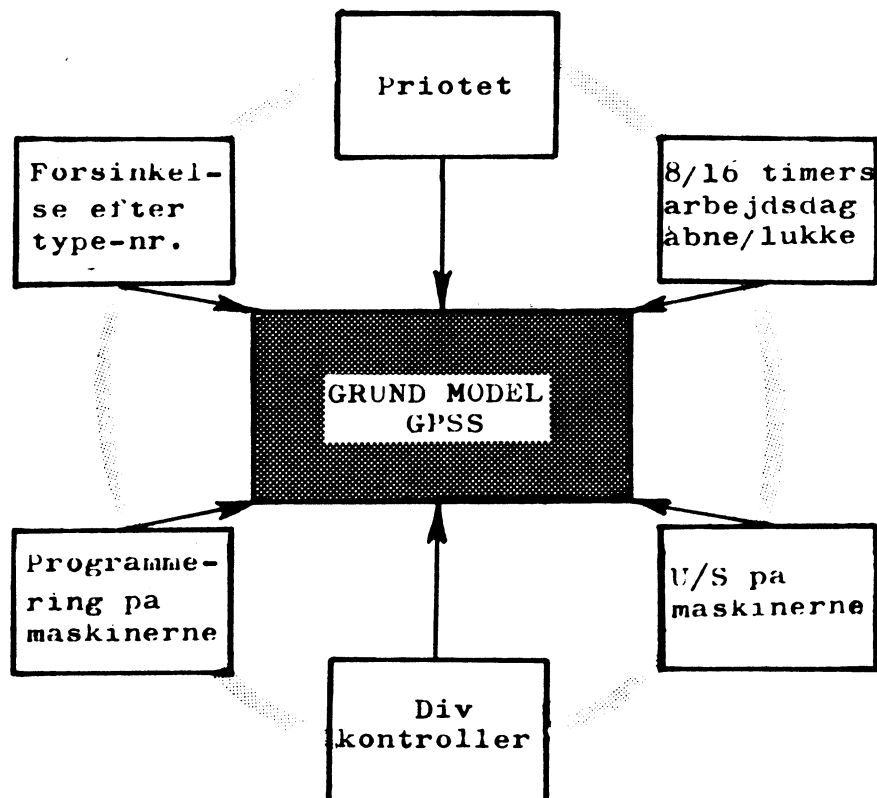 Priotet
Forsinkel-
se efter
type-nr.
8/16 timers
arbejdsdag
åbne/lukke
GRUND MODEL
GPSS
Programme-
ring pa
maskinerne
U/S pa
maskinerne
Div
kontroller